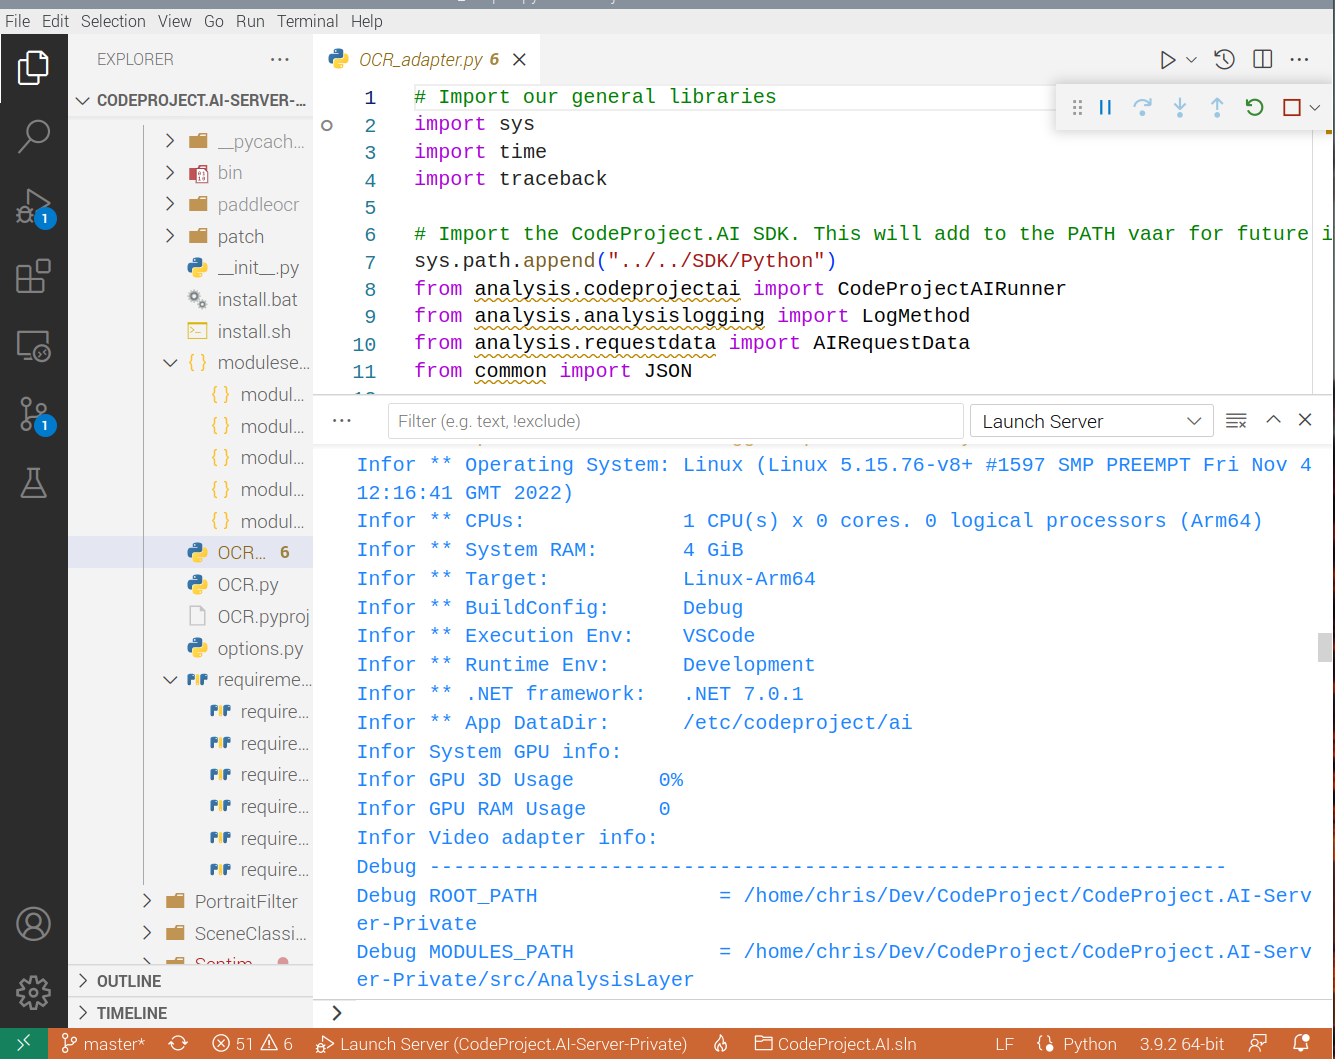 File Edit Selection View Go Run Terminal Help
EXPLORER ...
CODEPROJECT.AI-SERVER-...
__pycach...
bin
paddleocr
patch
__init__.py
install.bat
install.sh
modulese...
modul...
modul...
modul...
modul...
modul...
OCR... 6
OCR.py
OCR.pyproj
options.py
requireme...
require...
require...
require...
require...
require...
require...
PortraitFilter
SceneClassi...
OUTLINE
TIMELINE
OCR_adapter.py 6
1 # Import our general libraries
2 import sys
3 import time
4 import traceback
5
6 # Import the CodeProject.AI SDK. This will add to the PATH vaar for future i
7 sys.path.append("../../SDK/Python")
8 from analysis.codeprojectai import CodeProjectAIRunner
9 from analysis.analysislogging import LogMethod
10 from analysis.requestdata import AIRequestData
11 from common import JSON
... Filter (e.g. text, !exclude) Launch Server
Infor ** Operating System: Linux (Linux 5.15.76-v8+ #1597 SMP PREEMPT Fri Nov 4
12:16:41 GMT 2022)
Infor ** CPUs: 1 CPU(s) x 0 cores. 0 logical processors (Arm64)
Infor ** System RAM: 4 GiB
Infor ** Target: Linux-Arm64
Infor ** BuildConfig: Debug
Infor ** Execution Env: VSCode
Infor ** Runtime Env: Development
Infor ** .NET framework: .NET 7.0.1
Infor ** App DataDir: /etc/codeproject/ai
Infor System GPU info:
Infor GPU 3D Usage 0%
Infor GPU RAM Usage 0
Infor Video adapter info:
Debug ------------------------------------------------------------------
Debug ROOT_PATH = /home/chris/Dev/CodeProject/CodeProject.AI-Serv
er-Private
Debug MODULES_PATH = /home/chris/Dev/CodeProject/CodeProject.AI-Serv
er-Private/src/AnalysisLayer
1
1
master* 51 6 Launch Server (CodeProject.AI-Server-Private) CodeProject.AI.sln LF Python 3.9.2 64-bit